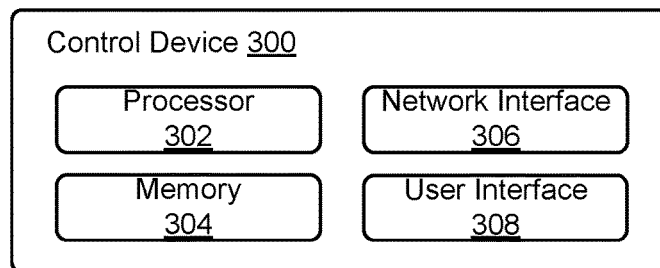 Control Device 300
Processor
302
Network Interface
306
Memory
304
User Interface
308